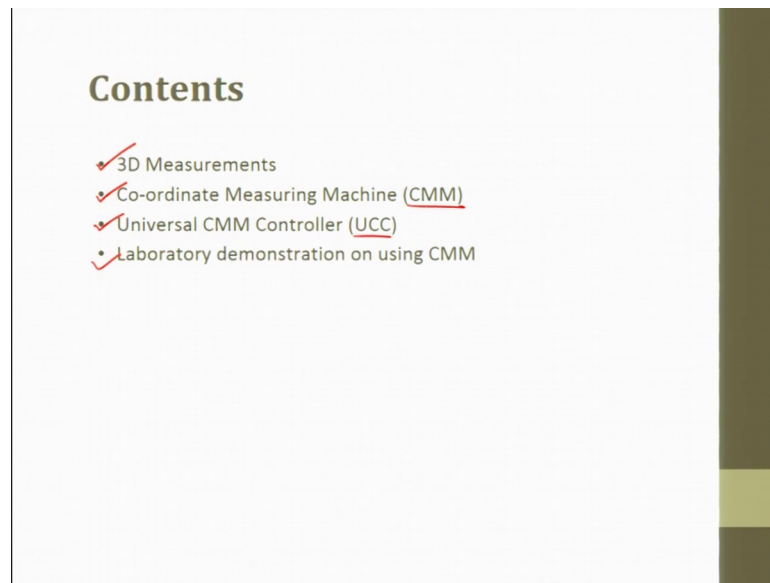 Contents
• 3D Measurements
• Co-ordinate Measuring Machine (CMM)
• Universal CMM Controller (UCC)
• Laboratory demonstration on using CMM